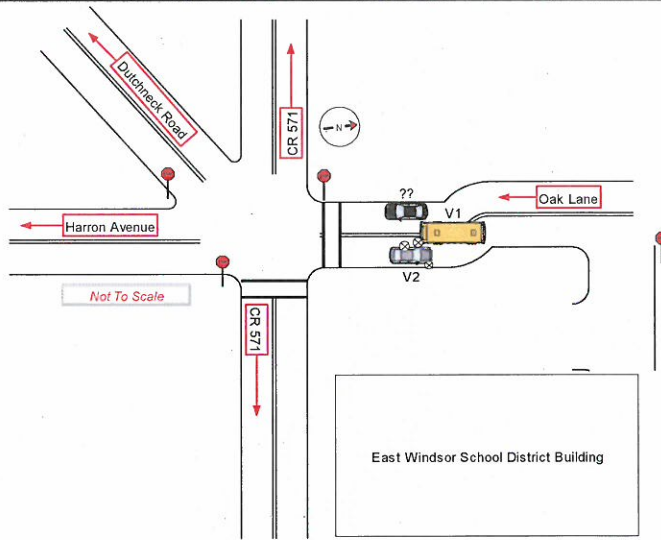 Dutchneck Road
CR 571
N
??
V1
Oak Lane
Harron Avenue
V2
Not To Scale
CR 571
East Windsor School District Building